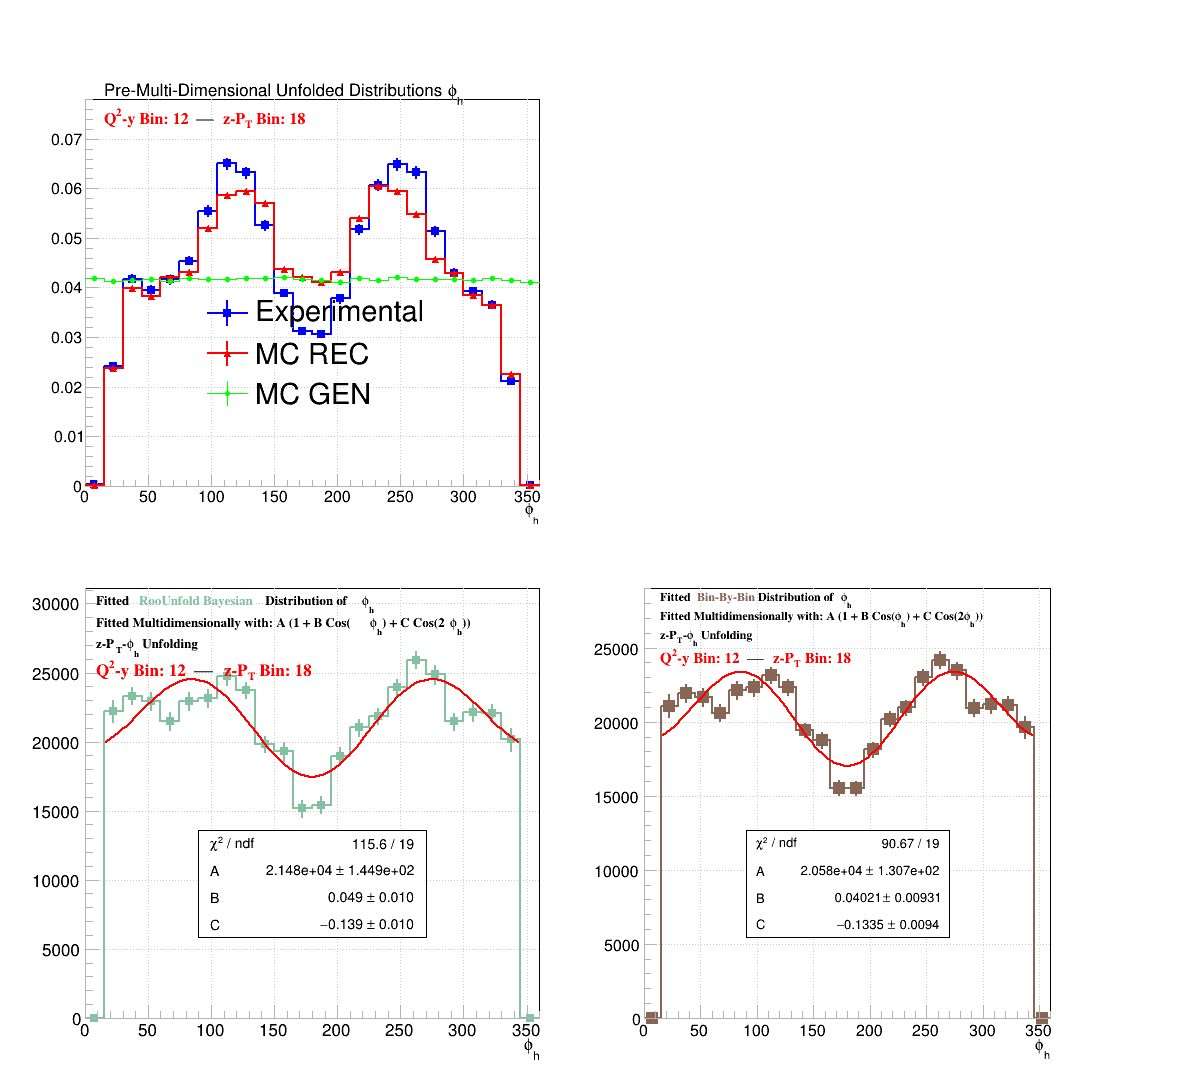 Pre-Multi-Dimensional Unfolded Distributions ϕh
Q²-y Bin: 12 — z-PT Bin: 18
0.07
0.06
0.05
0.04
0.03
0.02
0.01
0
Experimental
MC REC
MC GEN
0 50 100 150 200 250 300 350
ϕh
Fitted RooUnfold Bayesian Distribution of ϕh
Fitted Multidimensionally with: A (1 + B Cos( ϕh) + C Cos(2 ϕh))
z-PT-ϕh Unfolding
Q²-y Bin: 12 — z-PT Bin: 18
30000
25000
20000
15000
10000
5000
0
χ² / ndf 115.6 / 19
A 2.148e+04 ± 1.449e+02
B 0.049 ± 0.010
C −0.139 ± 0.010
0 50 100 150 200 250 300 350
ϕh
Fitted Bin-By-Bin Distribution of ϕh
Fitted Multidimensionally with: A (1 + B Cos(ϕh) + C Cos(2ϕh))
z-PT-ϕh Unfolding
Q²-y Bin: 12 — z-PT Bin: 18
25000
20000
15000
10000
5000
0
χ² / ndf 90.67 / 19
A 2.058e+04 ± 1.307e+02
B 0.04021 ± 0.00931
C −0.1335 ± 0.0094
0 50 100 150 200 250 300 350
ϕh